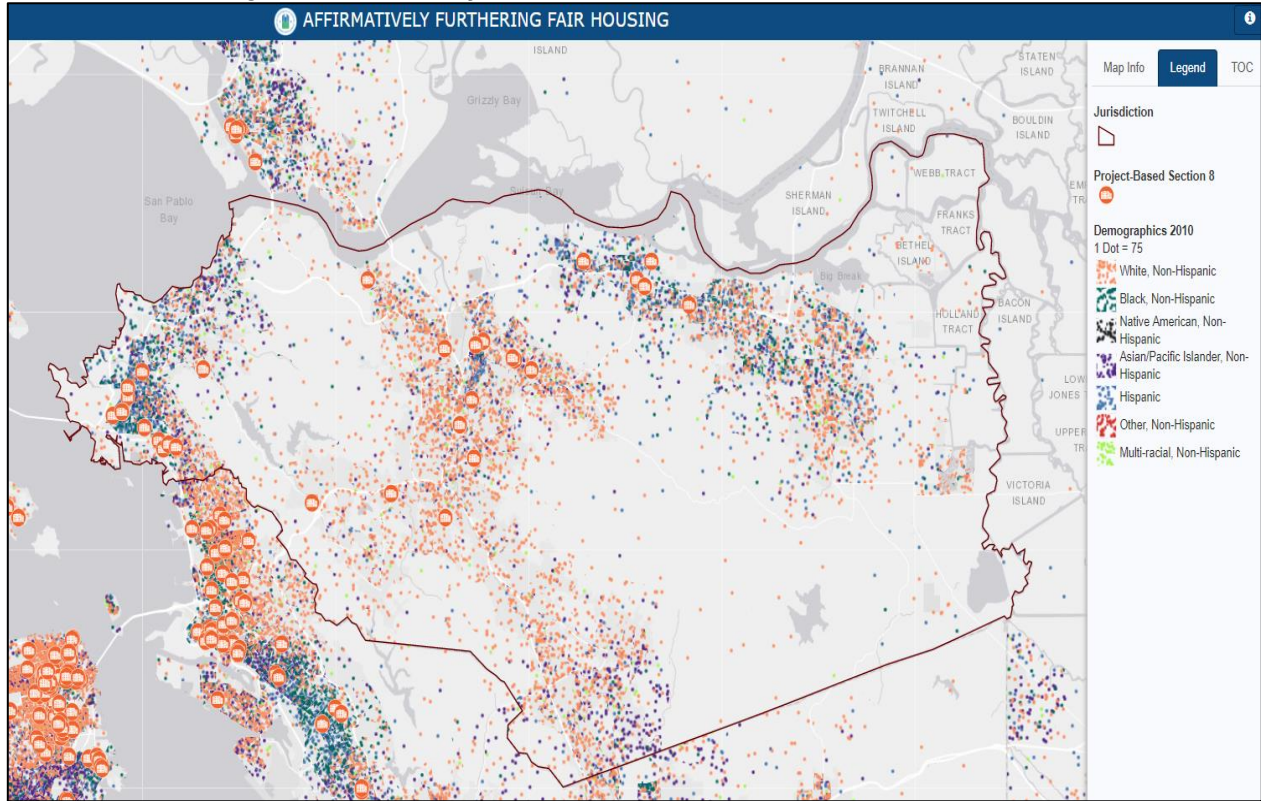 AFFIRMATIVELY FURTHERING FAIR HOUSING
Map Info Legend TOC
Jurisdiction
Project-Based Section 8
Demographics 2010
1 Dot = 75
White, Non-Hispanic
Black, Non-Hispanic
Native American, Non-
Hispanic
Asian/Pacific Islander, Non-
Hispanic
Hispanic
Other, Non-Hispanic
Multi-racial, Non-Hispanic
ISLAND
Grizzly Bay
BRANNAN
ISLAND
STATEN
ISLAND
TWITCHELL
ISLAND
BOULDIN
ISLAND
San Pablo
Bay
Bay
SHERMAN
ISLAND
WEBB TRACT
FRANKS
TRACT
BETHEL
ISLAND
Big Break
HOLLAND
TRACT
BACON
ISLAND
JONES
VICTORIA
ISLAND